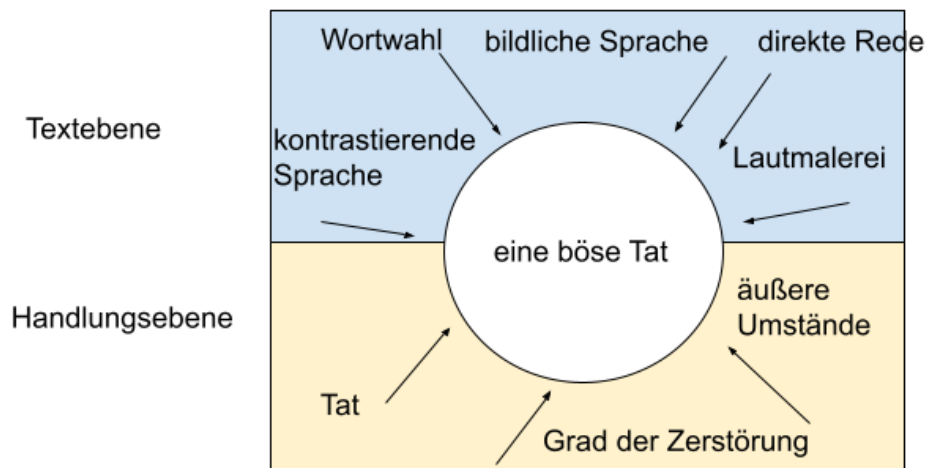 Wortwahl
bildliche Sprache
direkte Rede
Textebene
kontrastierende
Sprache
Lautmalerei
eine böse Tat
äußere
Umstände
Handlungsebene
Tat
Grad der Zerstörung